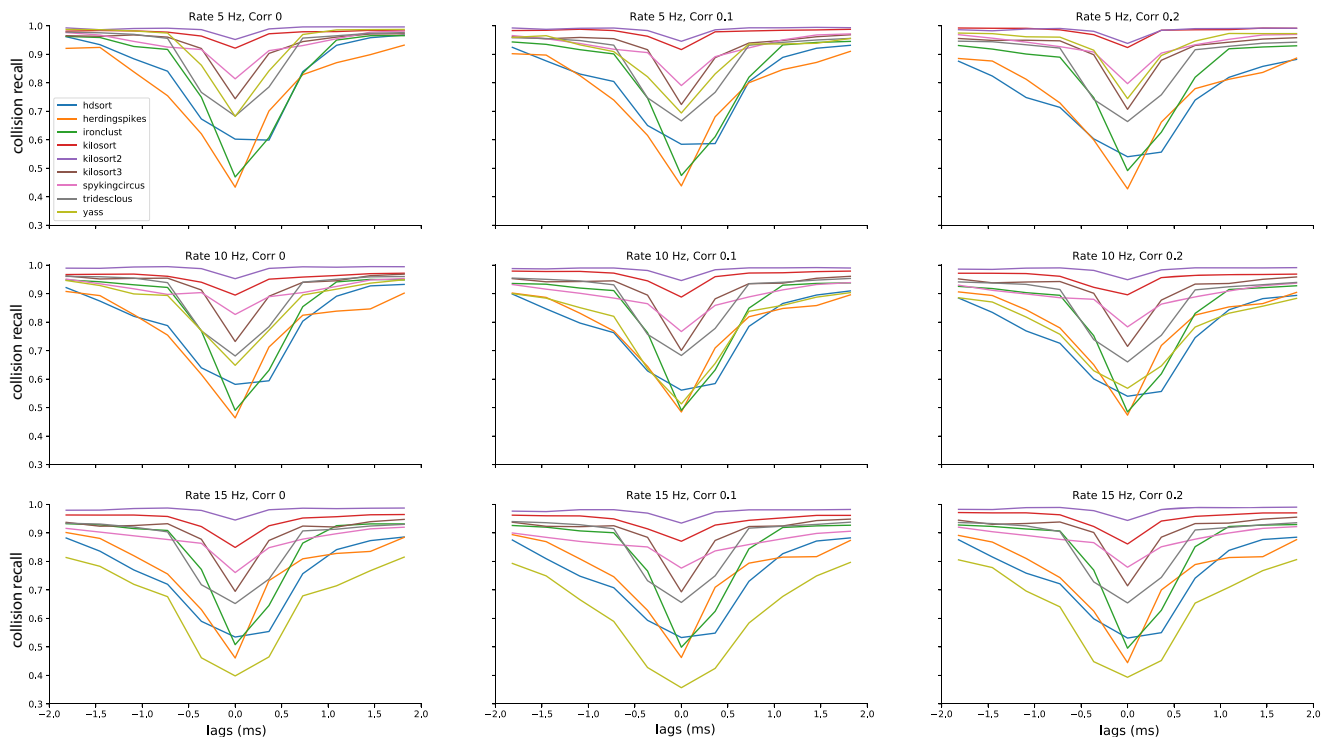 Rate 5 Hz, Corr 0
Rate 5 Hz, Corr 0.1
Rate 5 Hz, Corr 0.2
1.0
0.9
0.8
0.7
0.6
0.5
0.4
0.3
collision recall
hdsort
herdingspikes
ironclust
kilosort
kilosort2
kilosort3
spykingcircus
tridesclous
yass
Rate 10 Hz, Corr 0
Rate 10 Hz, Corr 0.1
Rate 10 Hz, Corr 0.2
1.0
0.9
0.8
0.7
0.6
0.5
0.4
0.3
collision recall
Rate 15 Hz, Corr 0
Rate 15 Hz, Corr 0.1
Rate 15 Hz, Corr 0.2
1.0
0.9
0.8
0.7
0.6
0.5
0.4
0.3
collision recall
−2,0 −1,5 −1,0 −0,5 0,0 0,5 1,0 1,5 2,0
−2,0 −1,5 −1,0 −0,5 0,0 0,5 1,0 1,5 2,0
−2,0 −1,5 −1,0 −0,5 0,0 0,5 1,0 1,5 2,0
lags (ms)
lags (ms)
lags (ms)